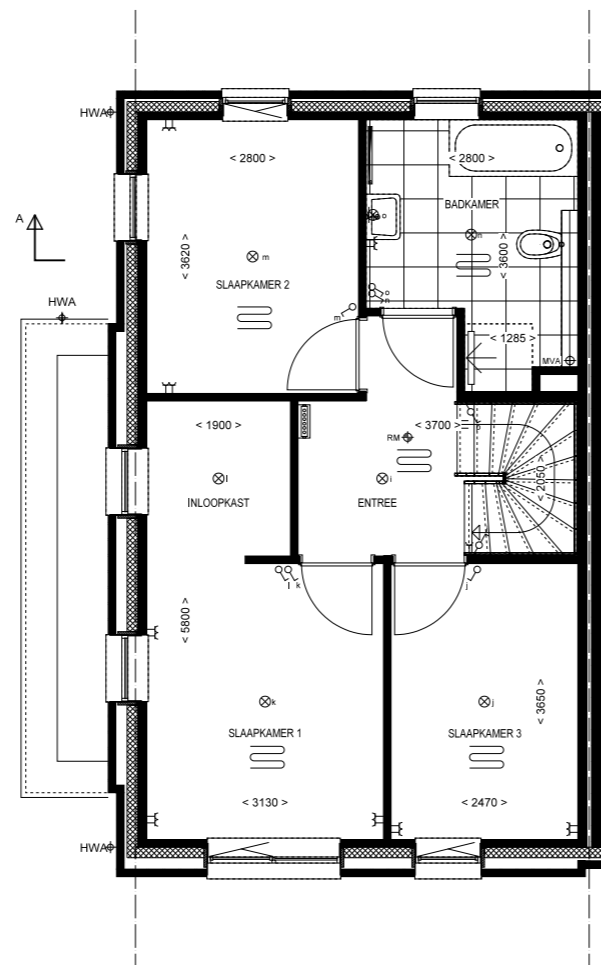 HWA
< 2800 >
< 2800 >
BADKAMER
A
m
n
< 3620 >
< 3600 >
SLAAPKAMER 2
HWA
o
n
m
< 1285 >
MVA
< 1900 >
< 3700 >
RM
l
i
< 2050 >
INLOOPKAST
ENTREE
l
k
j
< 5800 >
k
j
< 3650 >
SLAAPKAMER 1
SLAAPKAMER 3
< 3130 >
< 2470 >
HWA